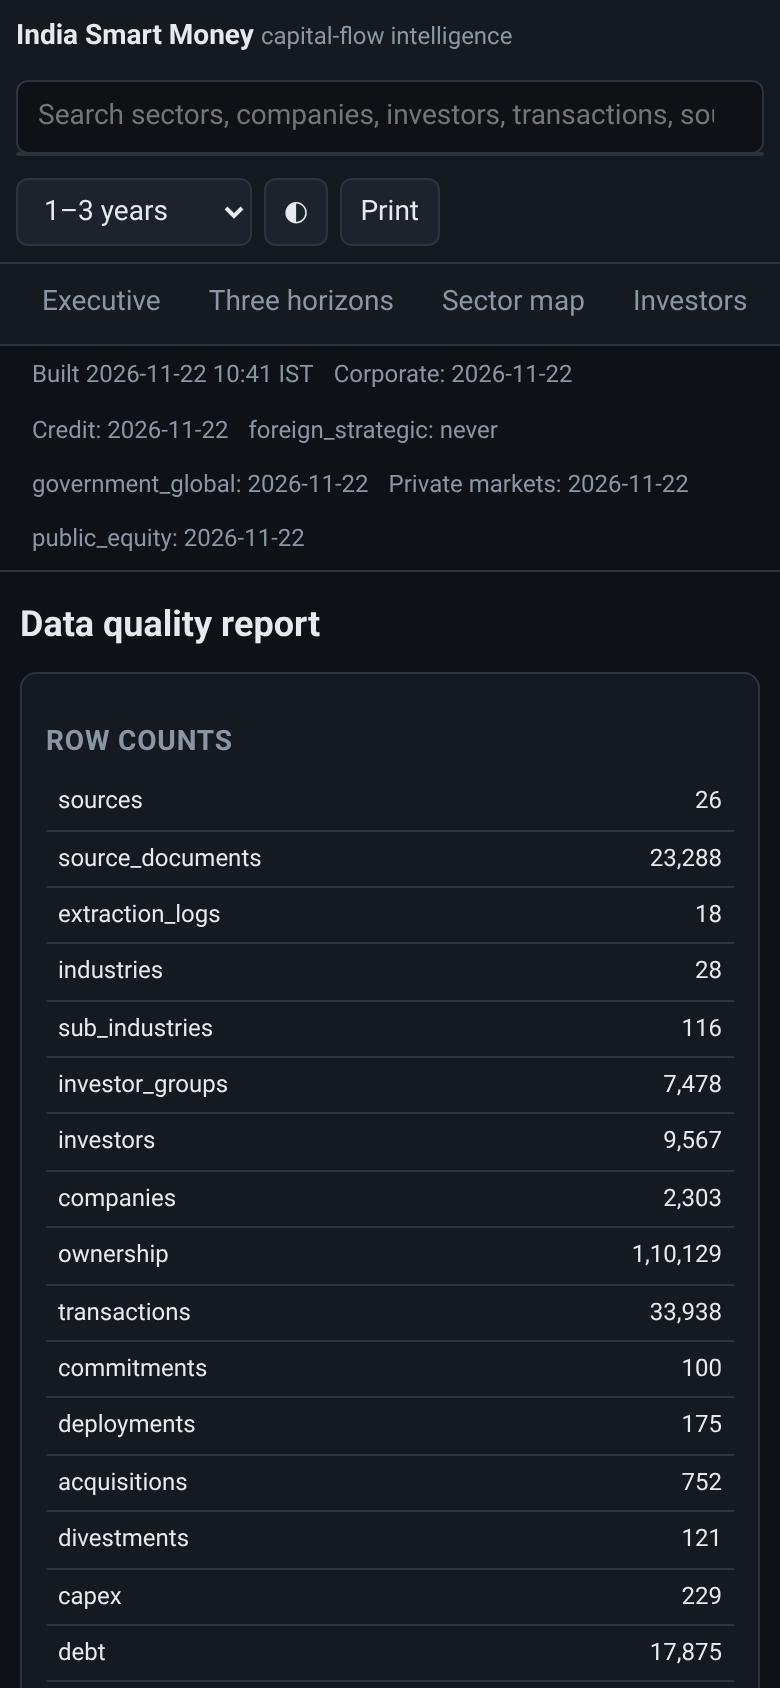 India Smart Money capital-flow intelligence
Search sectors, companies, investors, transactions,
1–3 years Print
Executive Three horizons Sector map Investors
Built 2026-11-22 10:41 IST Corporate: 2026-11-22
Credit: 2026-11-22 foreign_strategic: never
government_global: 2026-11-22 Private markets: 2026-11-22
public_equity: 2026-11-22
Data quality report
ROW COUNTS
sources 26
source_documents 23,288
extraction_logs 18
industries 28
sub_industries 116
investor_groups 7,478
investors 9,567
companies 2,303
ownership 1,10,129
transactions 33,938
commitments 100
deployments 175
acquisitions 752
divestments 121
capex 229
debt 17,875